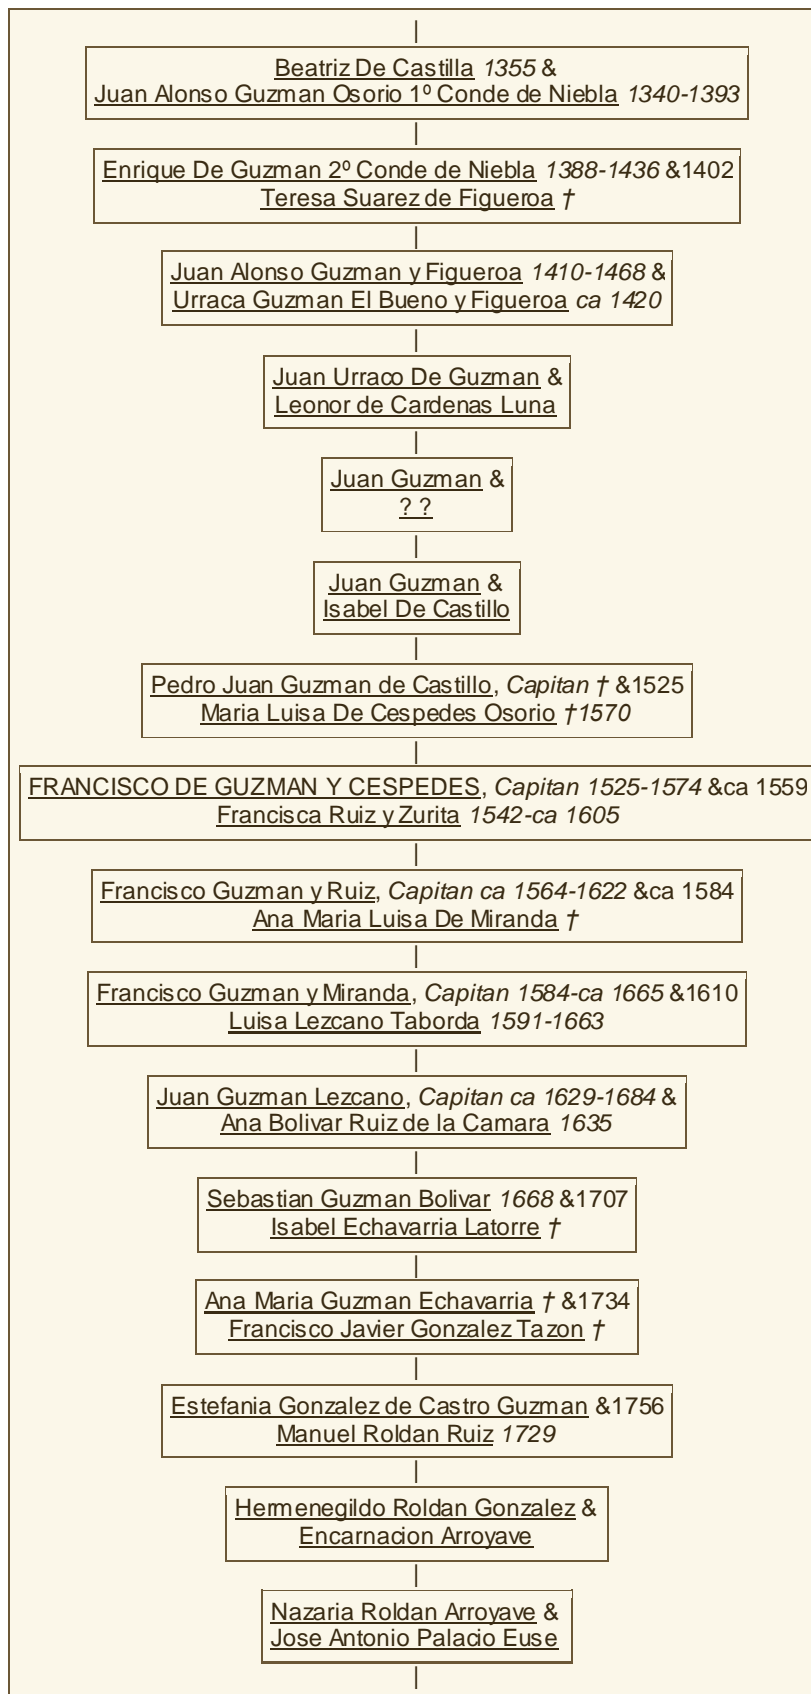 Beatriz De Castilla 1355 &
Juan Alonso Guzman Osorio 1º Conde de Niebla 1340-1393
Enrique De Guzman 2º Conde de Niebla 1388-1436 &1402
Teresa Suarez de Figueroa †
Juan Alonso Guzman y Figueroa 1410-1468 &
Urraca Guzman El Bueno y Figueroa ca 1420
Juan Urraco De Guzman &
Leonor de Cardenas Luna
Juan Guzman &
? ?
Juan Guzman &
Isabel De Castillo
Pedro Juan Guzman de Castillo, Capitan † &1525
Maria Luisa De Cespedes Osorio †1570
FRANCISCO DE GUZMAN Y CESPEDES, Capitan 1525-1574 &ca 1559
Francisca Ruiz y Zurita 1542-ca 1605
Francisco Guzman y Ruiz, Capitan ca 1564-1622 &ca 1584
Ana Maria Luisa De Miranda †
Francisco Guzman y Miranda, Capitan 1584-ca 1665 &1610
Luisa Lezcano Taborda 1591-1663
Juan Guzman Lezcano, Capitan ca 1629-1684 &
Ana Bolivar Ruiz de la Camara 1635
Sebastian Guzman Bolivar 1668 &1707
Isabel Echavarria Latorre †
Ana Maria Guzman Echavarria † &1734
Francisco Javier Gonzalez Tazon †
Estefania Gonzalez de Castro Guzman &1756
Manuel Roldan Ruiz 1729
Hermenegildo Roldan Gonzalez &
Encarnacion Arroyave
Nazaria Roldan Arroyave &
Jose Antonio Palacio Euse